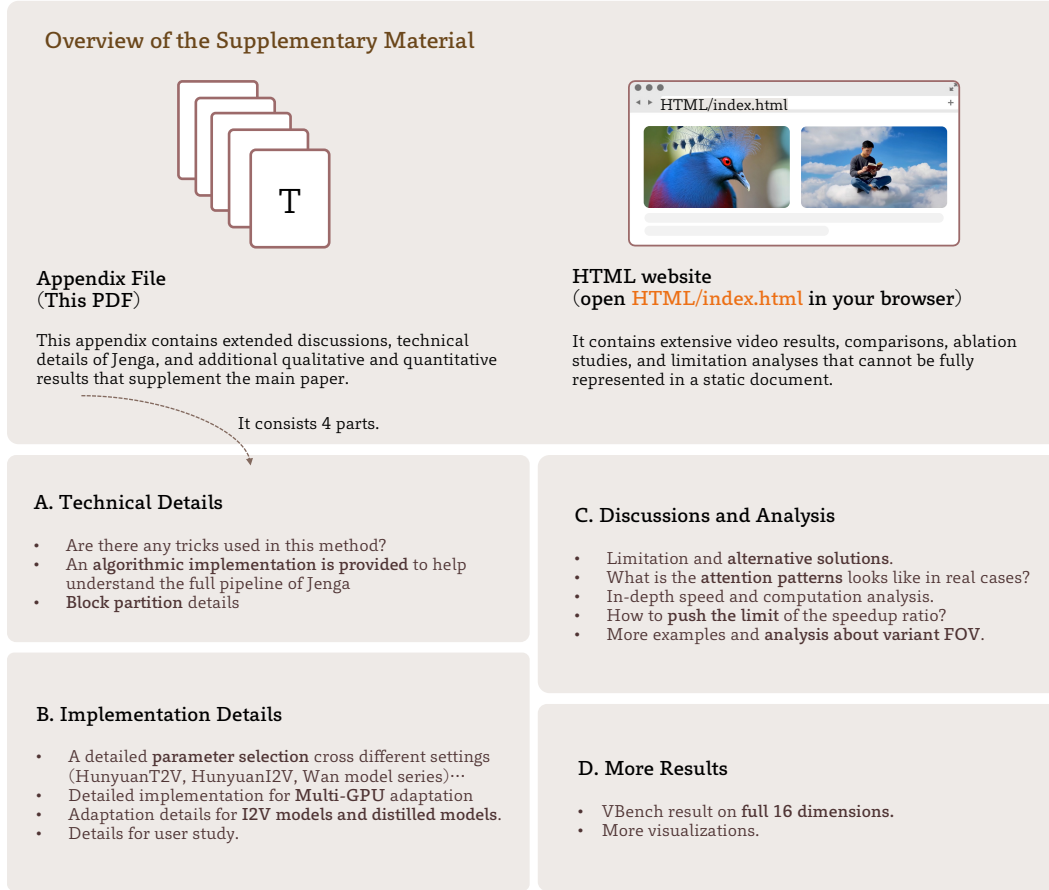 Overview of the Supplementary Material
T
HTML/index.html
Appendix File
(This PDF)
This appendix contains extended discussions, technical
details of Jenga, and additional qualitative and quantitative
results that supplement the main paper.
It consists 4 parts.
HTML website
(open HTML/index.html in your browser)
It contains extensive video results, comparisons, ablation
studies, and limitation analyses that cannot be fully
represented in a static document.
A. Technical Details
• Are there any tricks used in this method?
• An algorithmic implementation is provided to help
understand the full pipeline of Jenga
• Block partition details
B. Implementation Details
• A detailed parameter selection cross different settings
(HunyuanT2V, HunyuanI2V, Wan model series)⋯
• Detailed implementation for Multi-GPU adaptation
• Adaptation details for I2V models and distilled models.
• Details for user study.
C. Discussions and Analysis
• Limitation and alternative solutions.
• What is the attention patterns looks like in real cases?
• In-depth speed and computation analysis.
• How to push the limit of the speedup ratio?
• More examples and analysis about variant FOV.
D. More Results
• VBench result on full 16 dimensions.
• More visualizations.